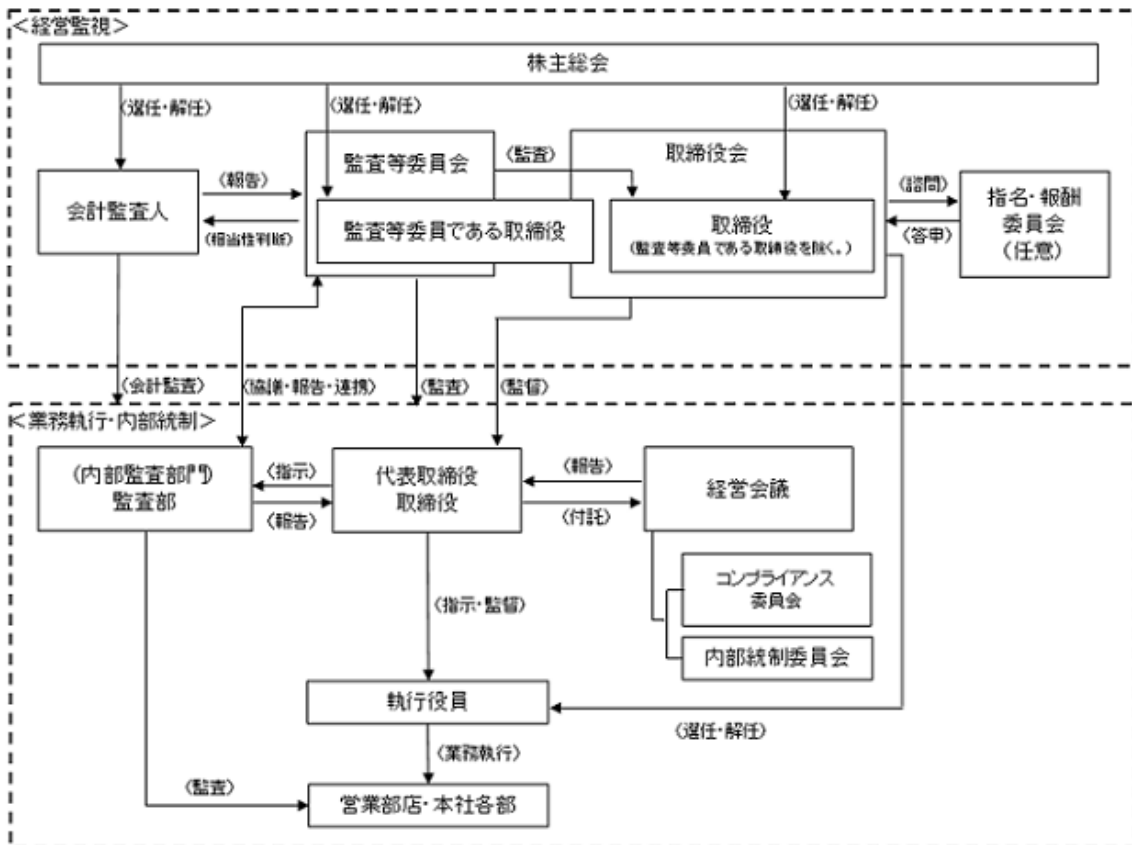 <経営監視>
株主総会
〈選任・解任〉
〈選任・解任〉
〈選任・解任〉
監査等委員会
〈監査〉
取締役会
会計監査人
〈報告〉
〈相当性判断〉
監査等委員である取締役
取締役
(監査等委員である取締役を除く。)
〈諮問〉
〈答申〉
指名・報酬
委員会
(任意)
〈会計監査〉
〈協議・報告・連携〉
〈監査〉
〈監督〉
<業務執行・内部統制>
(内部監査部門)
監査部
〈指示〉
〈報告〉
代表取締役
取締役
〈報告〉
〈付託〉
経営会議
コンプライアンス
委員会
内部統制委員会
〈指示・監督〉
執行役員
〈選任・解任〉
〈業務執行〉
〈監査〉
営業部店・本社各部